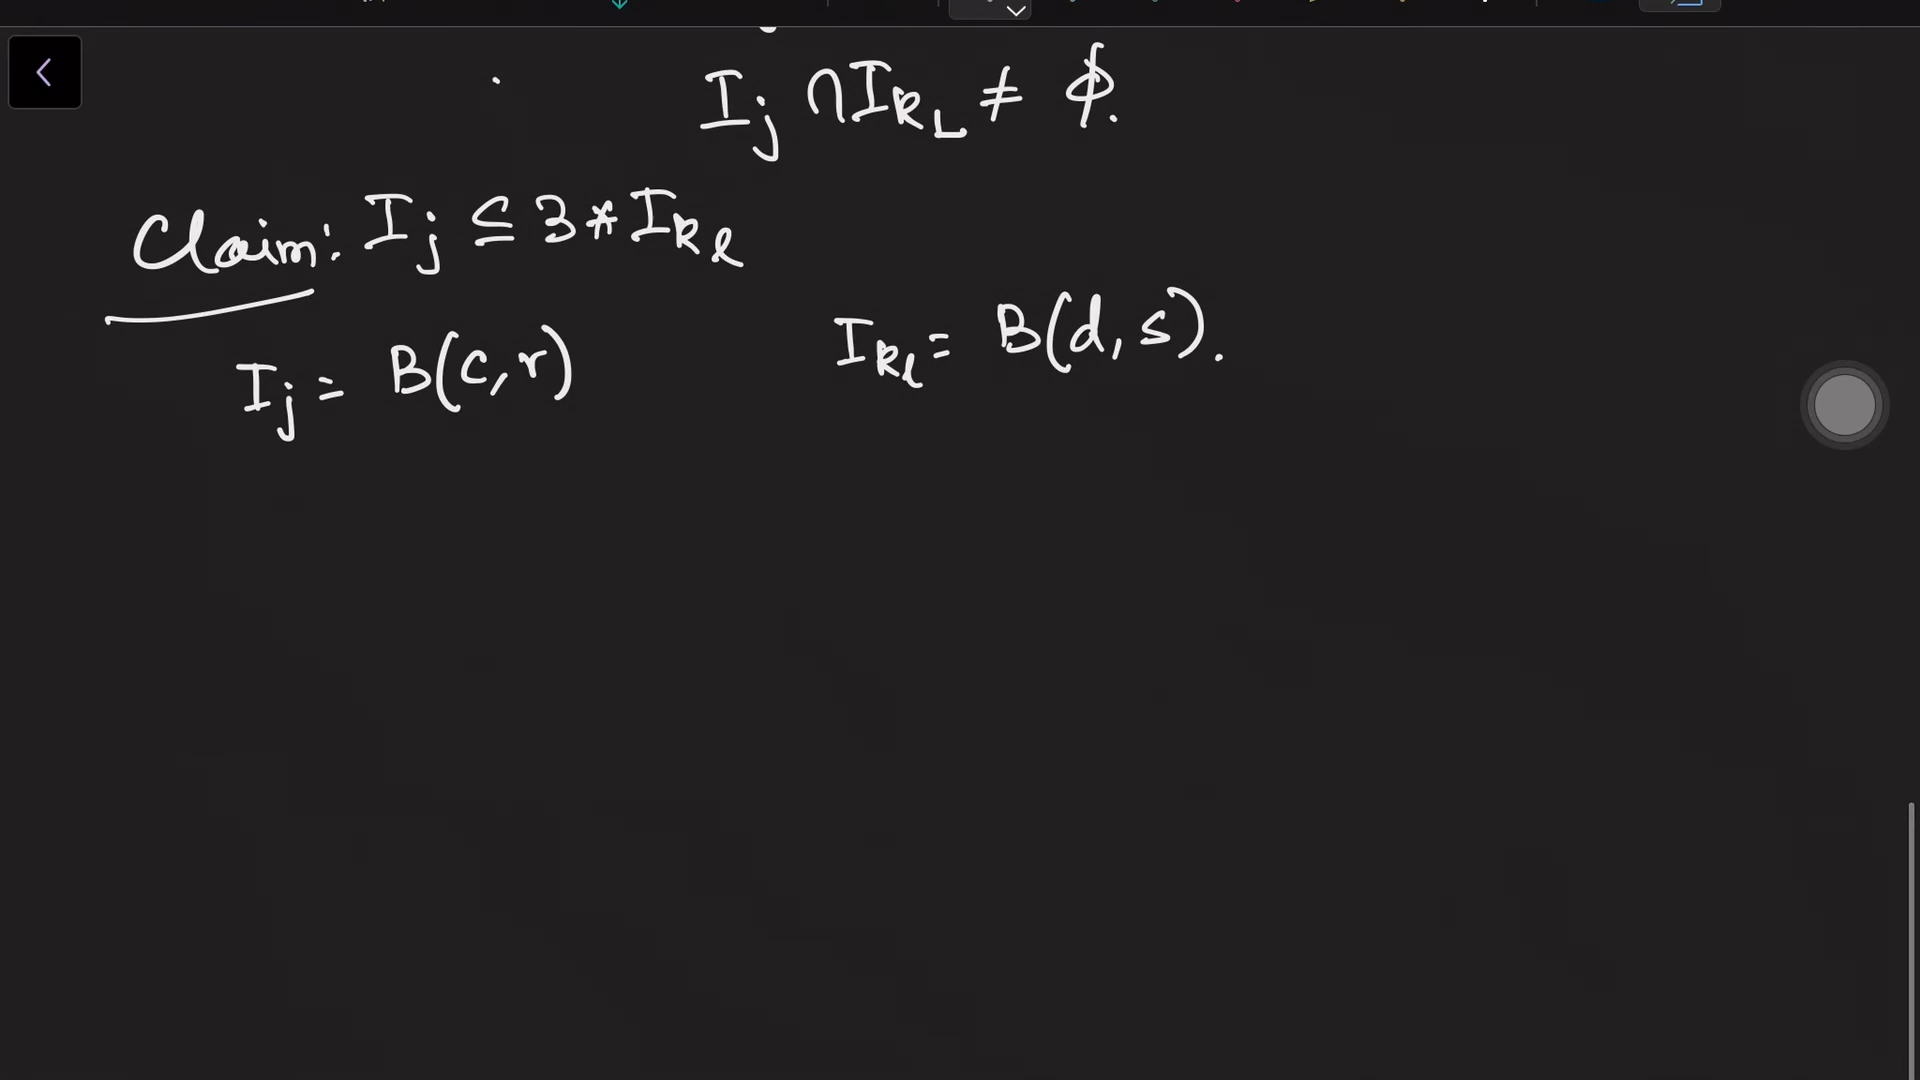 I_j ∩ I_{k_L} ≠ ϕ.
Claim: I_j ⊆ 3 * I_{k_l}
I_j = B(c, r) I_{k_l} = B(d, s).